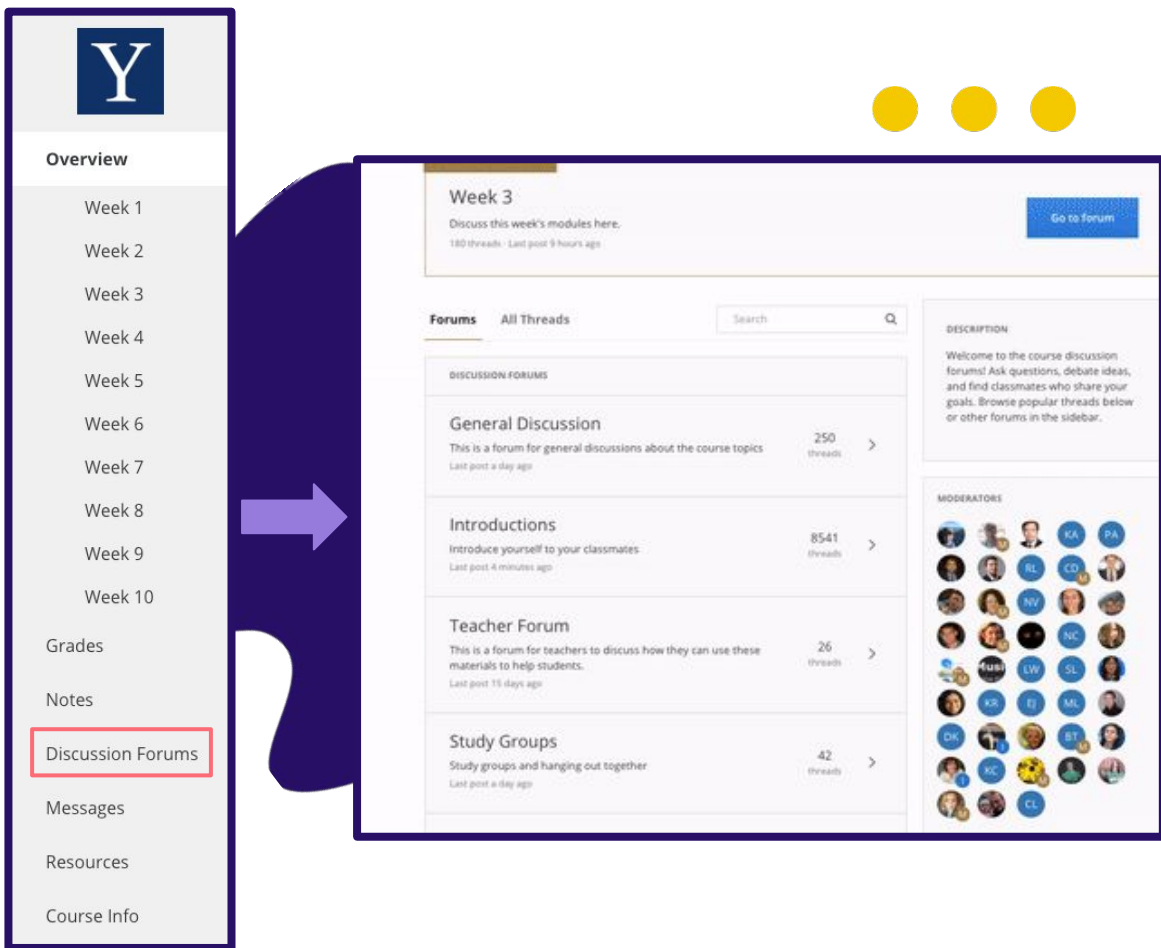 Y
Overview
Week 1
Week 2
Week 3
Week 4
Week 5
Week 6
Week 7
Week 8
Week 9
Week 10
Grades
Notes
Discussion Forums
Messages
Resources
Course Info
Week 3
Discuss this week's modules here.
180 threads · Last post 9 hours ago
Go to forum
Forums
All Threads
Search
DISCUSSION FORUMS
General Discussion
This is a forum for general discussions about the course topics
Last post a day ago
250
threads
Introductions
Introduce yourself to your classmates
Last post 4 minutes ago
8541
threads
Teacher Forum
This is a forum for teachers to discuss how they can use these
materials to help students.
Last post 15 days ago
26
threads
Study Groups
Study groups and hanging out together
Last post a day ago
42
threads
DESCRIPTION
Welcome to the course discussion
forums! Ask questions, debate ideas,
and find classmates who share your
goals. Browse popular threads below
or other forums in the sidebar.
MODERATORS
M KA PA
RL CD M
M M NV
M NC
M Musi LW SL
KR EJ ML
DK BT M
KC M
M CL